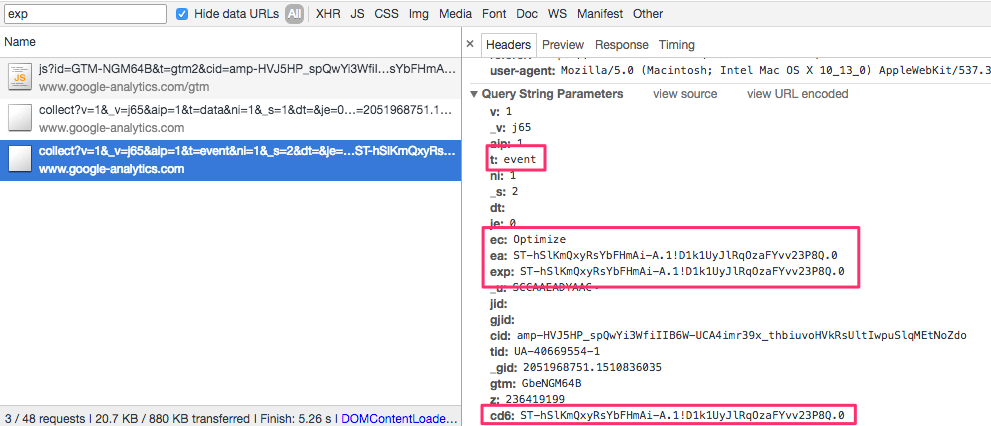 exp Hide data URLs All XHR JS CSS Img Media Font Doc WS Manifest Other
Name
JS
js?id=GTM-NGM64B&t=gtm2&cid=amp-HVJ5HP_spQwYi3WfiI…sYbFHmA…
www.google-analytics.com/gtm
collect?v=1&_v=j65&aip=1&t=data&ni=1&_s=1&dt=&je=0…=2051968751.1…
www.google-analytics.com
collect?v=1&_v=j65&aip=1&t=event&ni=1&_s=2&dt=&je=…ST-hSlKmQxyRs…
www.google-analytics.com
3 / 48 requests | 20.7 KB / 880 KB transferred | Finish: 5.26 s | DOMContentLoade…
× Headers Preview Response Timing
user-agent: Mozilla/5.0 (Macintosh; Intel Mac OS X 10_13_0) AppleWebKit/537.3
▼ Query String Parameters view source view URL encoded
v: 1
_v: j65
aip: 1
t: event
ni: 1
_s: 2
dt:
je: 0
ec: Optimize
ea: ST-hSlKmQxyRsYbFHmAi-A.1!D1k1UyJlRqOzaFYvv23P8Q.0
exp: ST-hSlKmQxyRsYbFHmAi-A.1!D1k1UyJlRqOzaFYvv23P8Q.0
_u: SCCAAEADYAAC~
jid:
gjid:
cid: amp-HVJ5HP_spQwYi3WfiIIB6W-UCA4imr39x_thbiuvoHVkRsUltIwpuSlqMEtNoZdo
tid: UA-40669554-1
_gid: 2051968751.1510836035
gtm: GbeNGM64B
z: 236419199
cd6: ST-hSlKmQxyRsYbFHmAi-A.1!D1k1UyJlRqOzaFYvv23P8Q.0